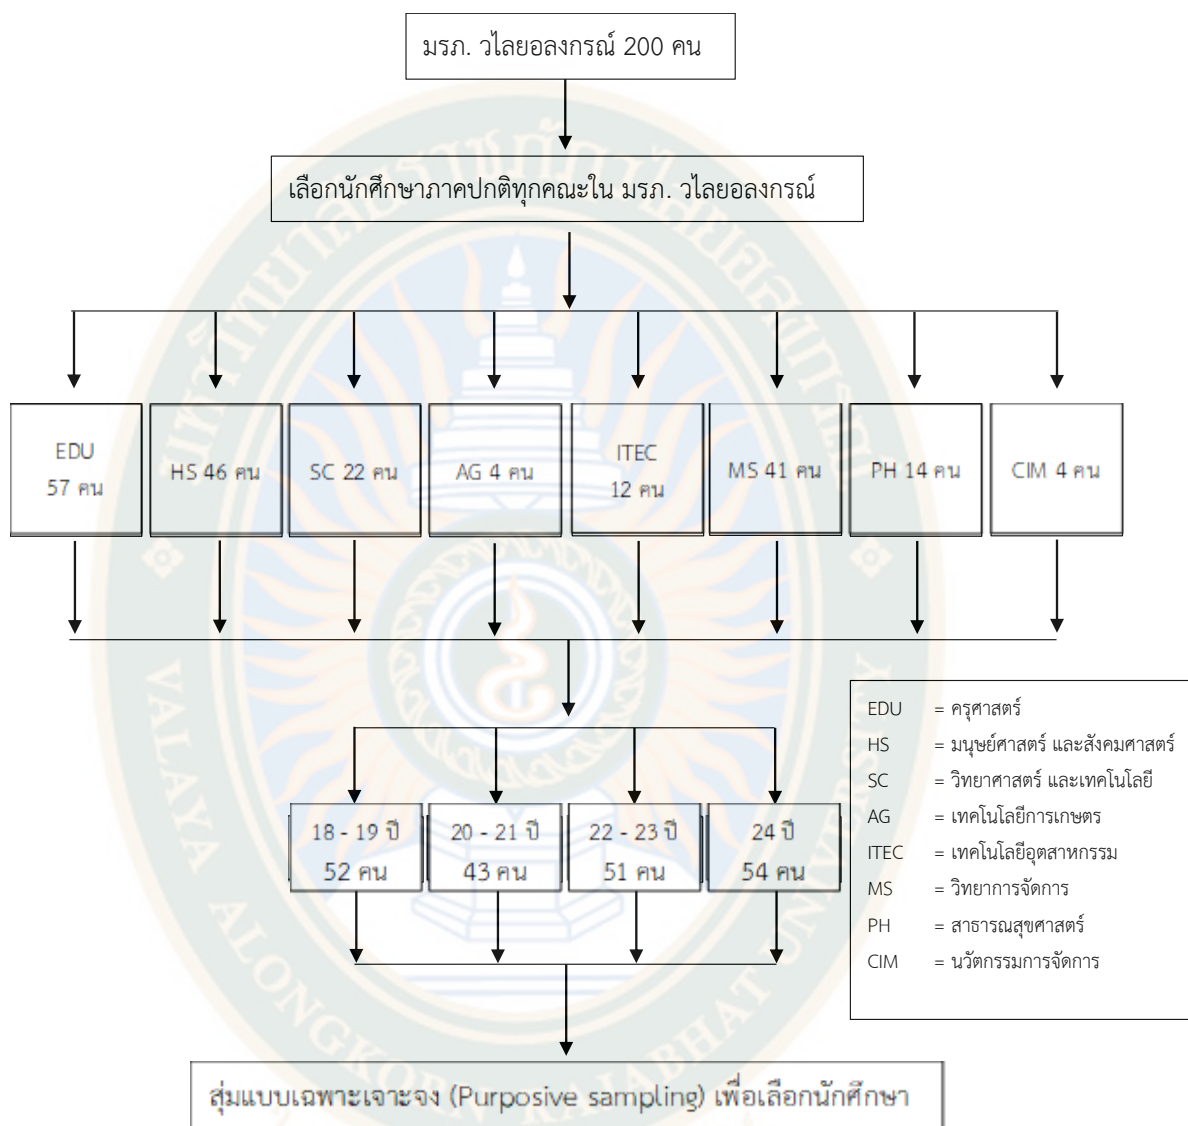 มรภ. วไลยอลงกรณ์ 200 คน
เลือกนักศึกษาภาคปกติทุกคณะใน มรภ. วไลยอลงกรณ์
EDU
57 คน
HS 46 คน
SC 22 คน
AG 4 คน
ITEC
12 คน
MS 41 คน
PH 14 คน
CIM 4 คน
18 - 19 ปี
52 คน
20 - 21 ปี
43 คน
22 - 23 ปี
51 คน
24 ปี
54 คน
EDU = ครุศาสตร์
HS = มนุษย์ศาสตร์ และสังคมศาสตร์
SC = วิทยาศาสตร์ และเทคโนโลยี
AG = เทคโนโลยีการเกษตร
ITEC = เทคโนโลยีอุตสาหกรรม
MS = วิทยาการจัดการ
PH = สาธารณสุขศาสตร์
CIM = นวัตกรรมการจัดการ
สุ่มแบบเฉพาะเจาะจง (Purposive sampling) เพื่อเลือกนักศึกษา
VALAYA ALONGKORN RAJABHAT UNIVERSITY